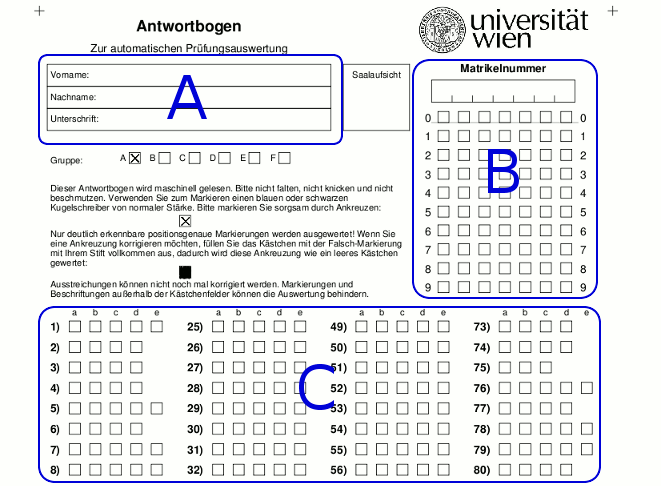 Antwortbogen
Zur automatischen Prüfungsauswertung
universität
wien
Vorname:
Nachname:
Unterschrift:
A
Saalaufsicht
Matrikelnummer
0 0
1 1
2 2
3 3
4 4
5 5
6 6
7 7
8 8
9 9
B
Gruppe: A B C D E F
Dieser Antwortbogen wird maschinell gelesen. Bitte nicht falten, nicht knicken und nicht
beschmutzen. Verwenden Sie zum Markieren einen blauen oder schwarzen
Kugelschreiber von normaler Stärke. Bitte markieren Sie sorgsam durch Ankreuzen:
Nur deutlich erkennbare positionsgenaue Markierungen werden ausgewertet! Wenn Sie
eine Ankreuzung korrigieren möchten, füllen Sie das Kästchen mit der Falsch-Markierung
mit Ihrem Stift vollkommen aus, dadurch wird diese Ankreuzung wie ein leeres Kästchen
gewertet:
Ausstreichungen können nicht noch mal korrigiert werden. Markierungen und
Beschriftungen außerhalb der Kästchenfelder können die Auswertung behindern.
a b c d e a b c d e a b c d e a b c d e
1) 25) 49) 73)
2) 26) 50) 74)
3) 27) 51) 75)
4) 28) 52) 76)
5) 29) 53) 77)
6) 30) 54) 78)
7) 31) 55) 79)
8) 32) 56) 80)
C